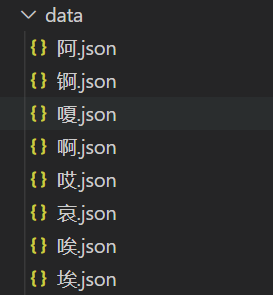 data
{} 阿.json
{} 锕.json
{} 嗄.json
{} 啊.json
{} 哎.json
{} 哀.json
{} 唉.json
{} 埃.json